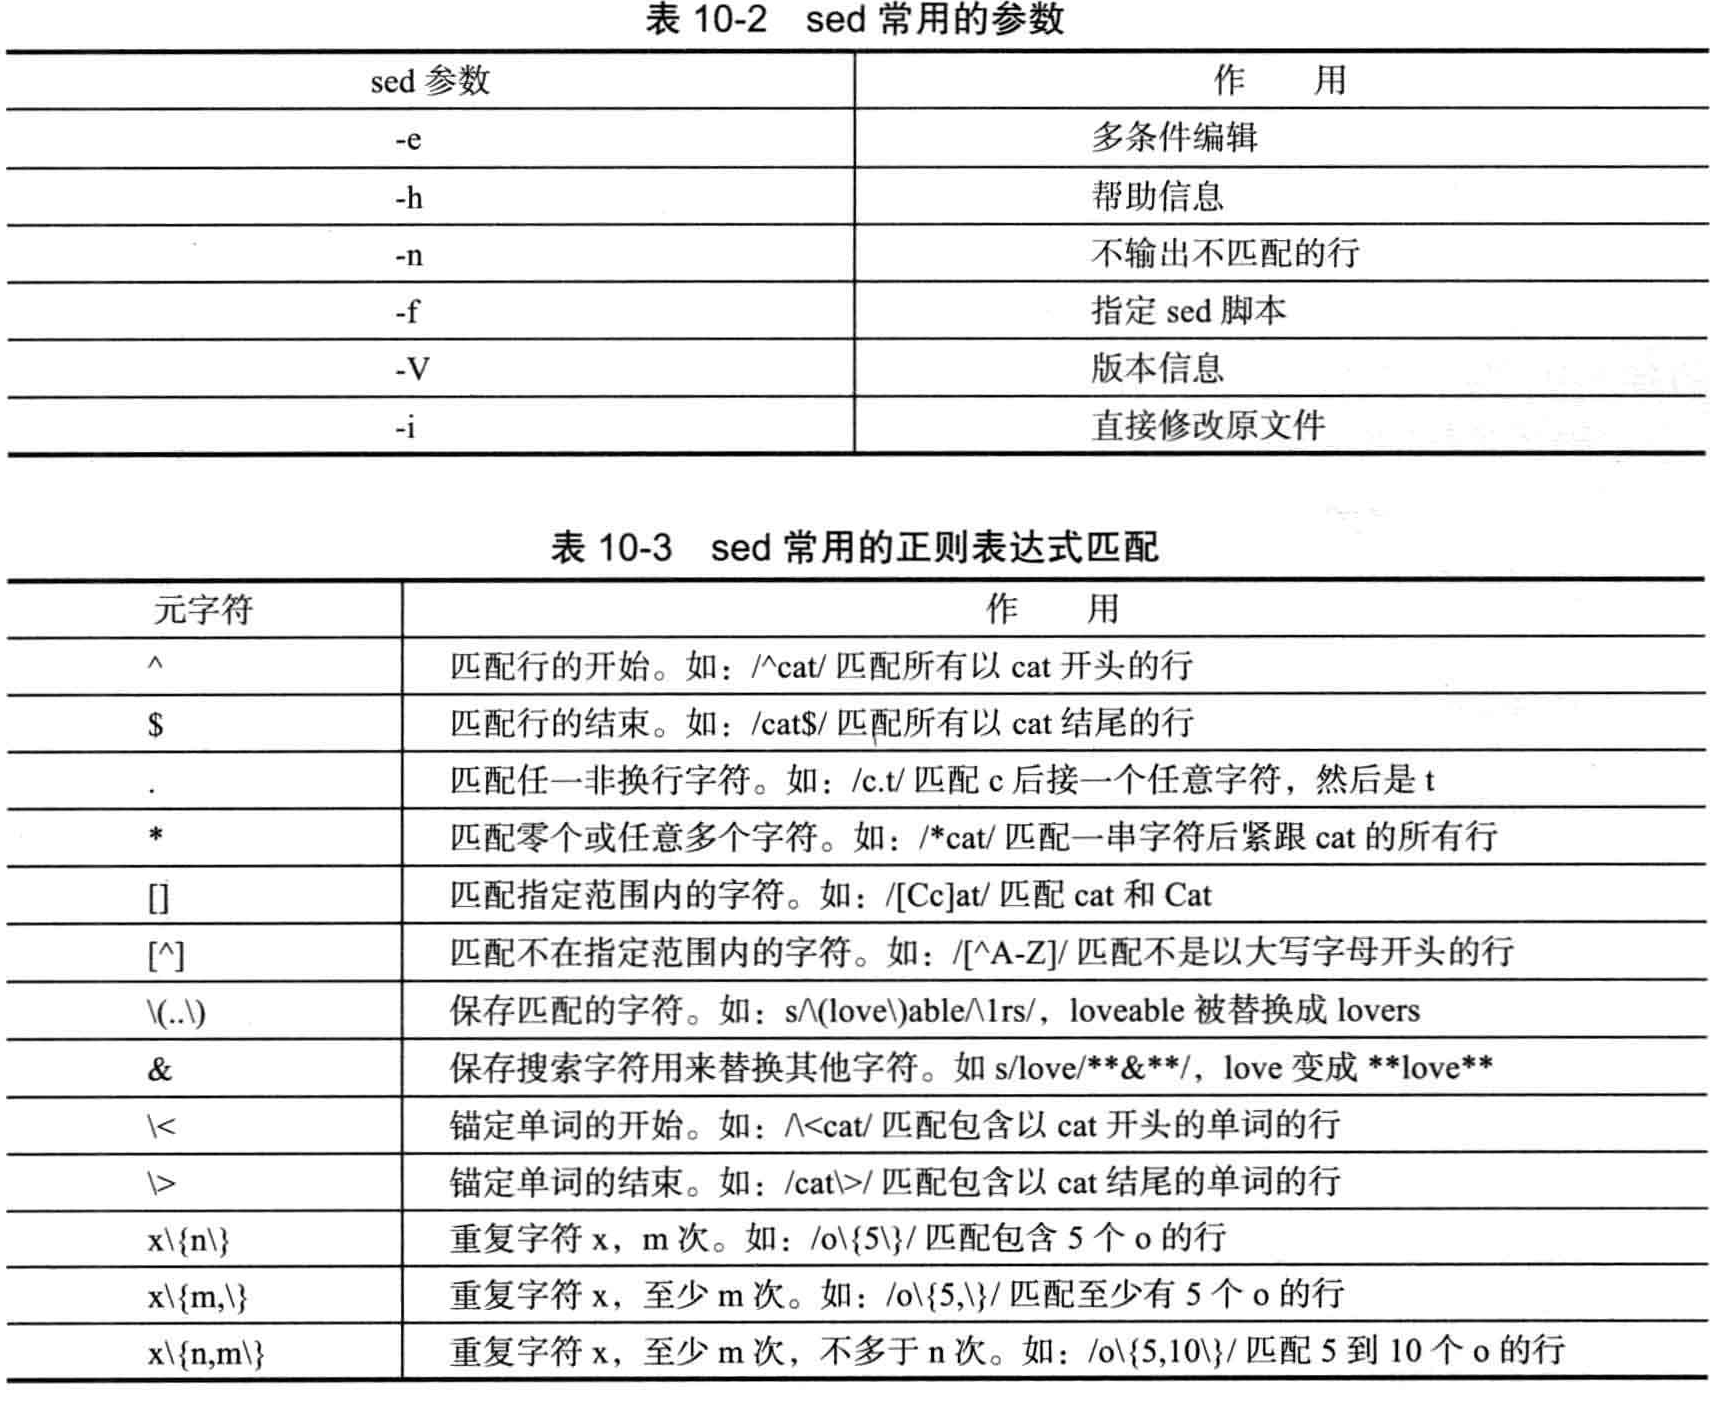 表 10-2 sed 常用的参数
sed 参数 作 用
-e 多条件编辑
-h 帮助信息
-n 不输出不匹配的行
-f 指定 sed 脚本
-V 版本信息
-i 直接修改原文件
表 10-3 sed 常用的正则表达式匹配
元字符 作 用
^ 匹配行的开始。如：/^cat/ 匹配所有以 cat 开头的行
$ 匹配行的结束。如：/cat$/ 匹配所有以 cat 结尾的行
. 匹配任一非换行字符。如：/c.t/ 匹配 c 后接一个任意字符，然后是 t
* 匹配零个或任意多个字符。如：/*cat/ 匹配一串字符后紧跟 cat 的所有行
[] 匹配指定范围内的字符。如：/[Cc]at/ 匹配 cat 和 Cat
[^] 匹配不在指定范围内的字符。如：/[^A-Z]/ 匹配不是以大写字母开头的行
\(..\) 保存匹配的字符。如：s/\(love\)able/\1rs/，loveable 被替换成 lovers
& 保存搜索字符用来替换其他字符。如 s/love/**&**/，love 变成 **love**
\< 锚定单词的开始。如：/\<cat/ 匹配包含以 cat 开头的单词的行
\> 锚定单词的结束。如：/cat\>/ 匹配包含以 cat 结尾的单词的行
x\{n\} 重复字符 x，m 次。如：/o\{5\}/ 匹配包含 5 个 o 的行
x\{m,\} 重复字符 x，至少 m 次。如：/o\{5,\}/ 匹配至少有 5 个 o 的行
x\{n,m\} 重复字符 x，至少 m 次，不多于 n 次。如：/o\{5,10\}/ 匹配 5 到 10 个 o 的行